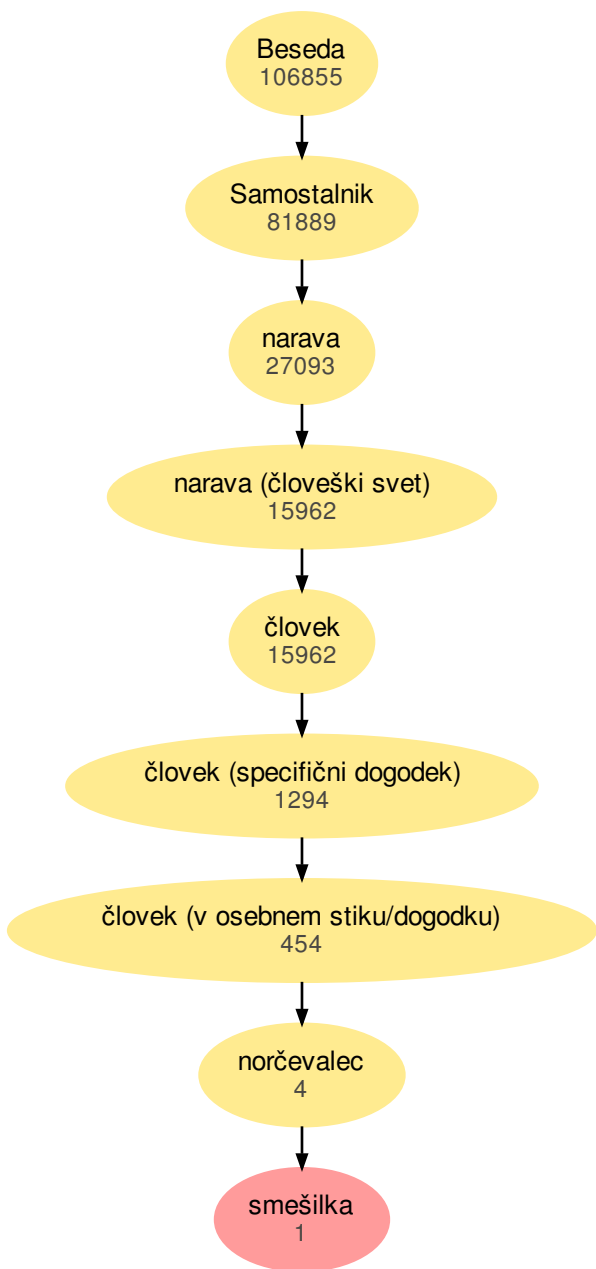 Beseda
106855
Samostalnik
81889
narava
27093
narava (človeški svet)
15962
človek
15962
človek (specifični dogodek)
1294
človek (v osebnem stiku/dogodku)
454
norčevalec
4
smešilka
1